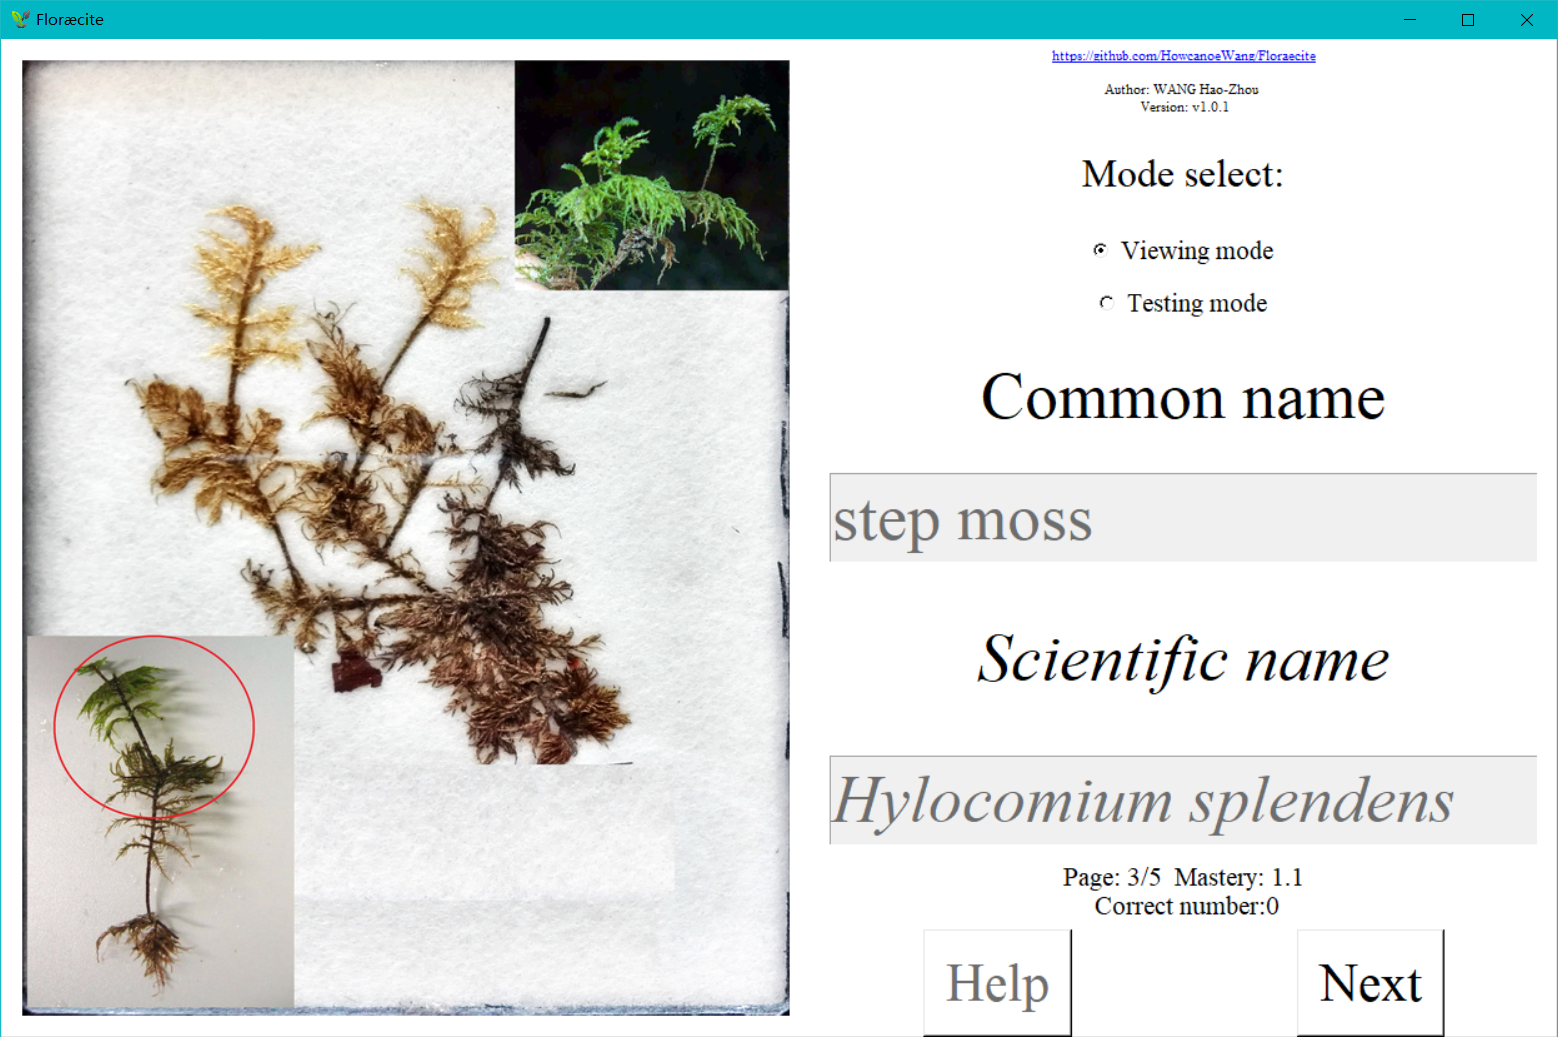 Floræcite
https://github.com/HowcanoeWang/Floraecite
Author: WANG Hao-Zhou
Version: v1.0.1
Mode select:
Viewing mode
Testing mode
Common name
step moss
Scientific name
Hylocomium splendens
Page: 3/5 Mastery: 1.1
Correct number:0
Help
Next